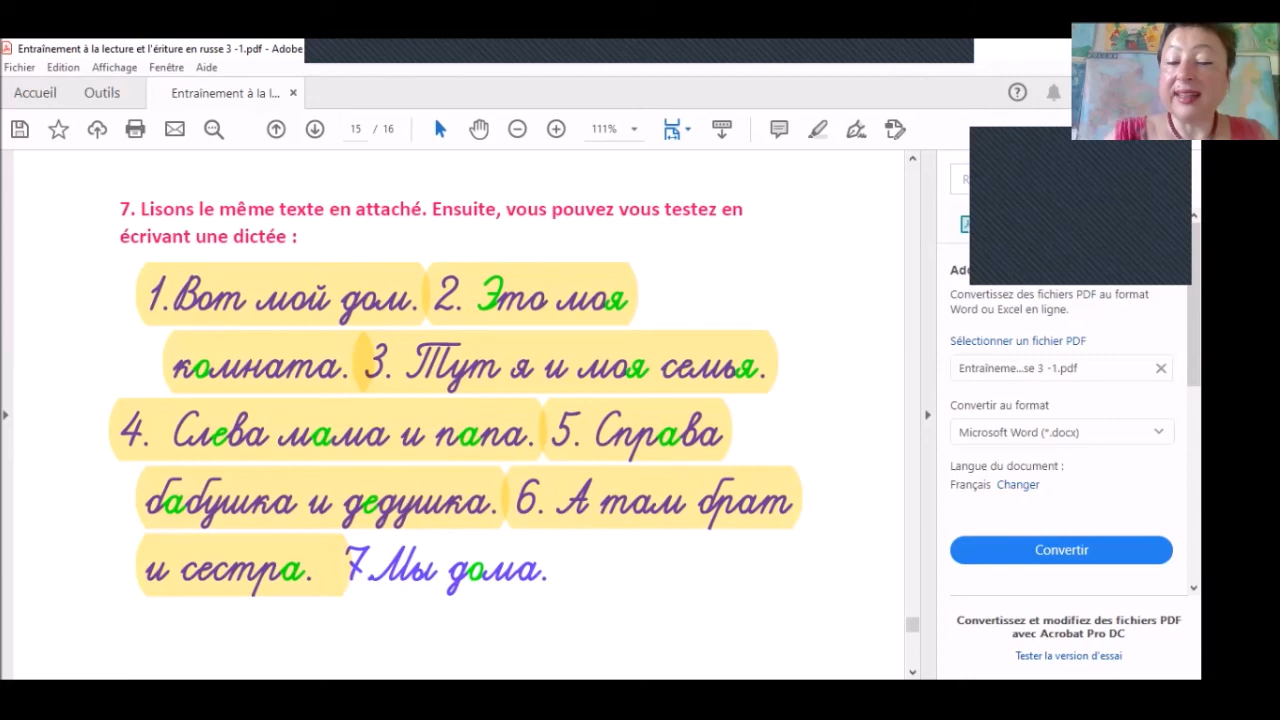 Entraînement à la lecture et l'ériture en russe 3 -1.pdf - Adobe
Fichier Edition Affichage Fenêtre Aide
Accueil Outils Entraînement à la l... ×
15 / 16 111%
7. Lisons le même texte en attaché. Ensuite, vous pouvez vous testez en
écrivant une dictée :
1.Вот мой дом. 2. Это моя
комната. 3. Тут я и моя семья.
4. Слева мама и папа. 5. Справа
бабушка и дедушка. 6. А там брат
и сестра. 7.Мы дома.
Convertissez des fichiers PDF au format
Word ou Excel en ligne.
Sélectionner un fichier PDF
Entraîneme...se 3 -1.pdf
Convertir au format
Microsoft Word (*.docx)
Langue du document :
Français Changer
Convertir
Convertissez et modifiez des fichiers PDF
avec Acrobat Pro DC
Tester la version d'essai